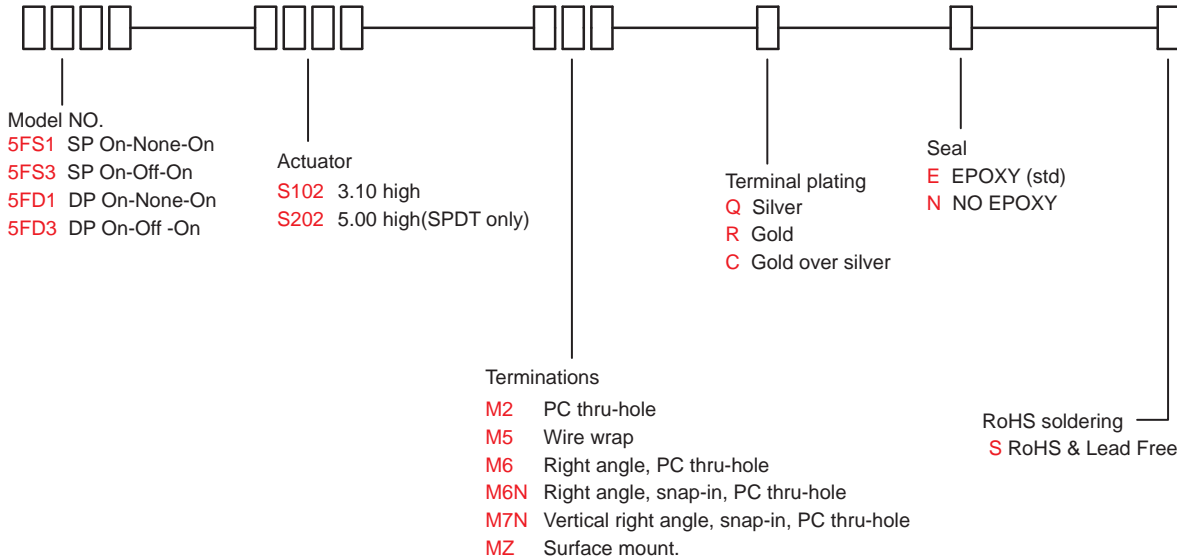 Model NO.
5FS1 SP On-None-On
5FS3 SP On-Off-On
5FD1 DP On-None-On
5FD3 DP On-Off -On
Actuator
S102 3.10 high
S202 5.00 high(SPDT only)
Terminations
M2 PC thru-hole
M5 Wire wrap
M6 Right angle, PC thru-hole
M6N Right angle, snap-in, PC thru-hole
M7N Vertical right angle, snap-in, PC thru-hole
MZ Surface mount.
Terminal plating
Q Silver
R Gold
C Gold over silver
Seal
E EPOXY (std)
N NO EPOXY
RoHS soldering
S RoHS & Lead Free